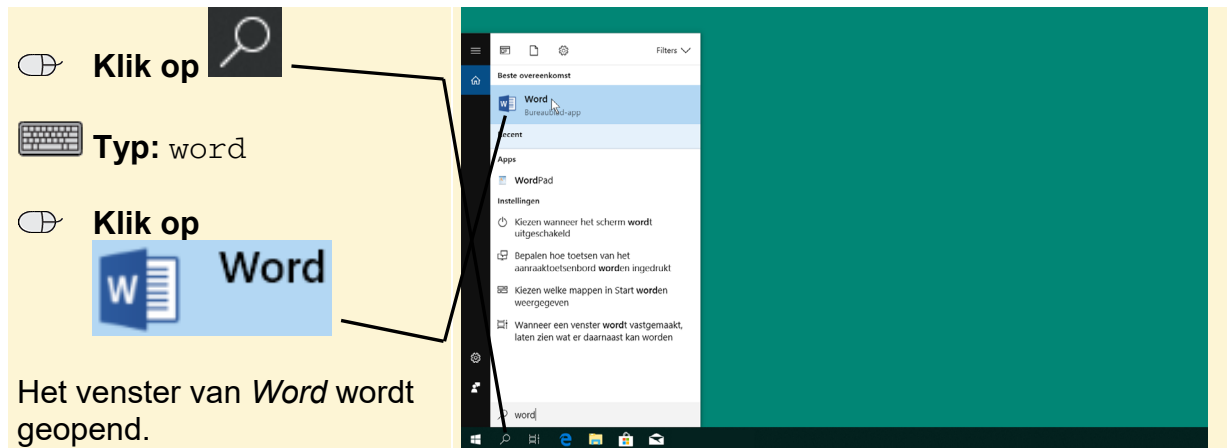 Klik op
Typ: word
Klik op
W Word
Het venster van Word wordt
geopend.
Filters
Beste overeenkomst
W Word
Bureaublad-app
Recent
Apps
WordPad
Instellingen
Kiezen wanneer het scherm wordt
uitgeschakeld
Bepalen hoe toetsen van het
aanraaktoetsenbord worden ingedrukt
Kiezen welke mappen in Start worden
weergegeven
Wanneer een venster wordt vastgemaakt,
laten zien wat er daarnaast kan worden
word